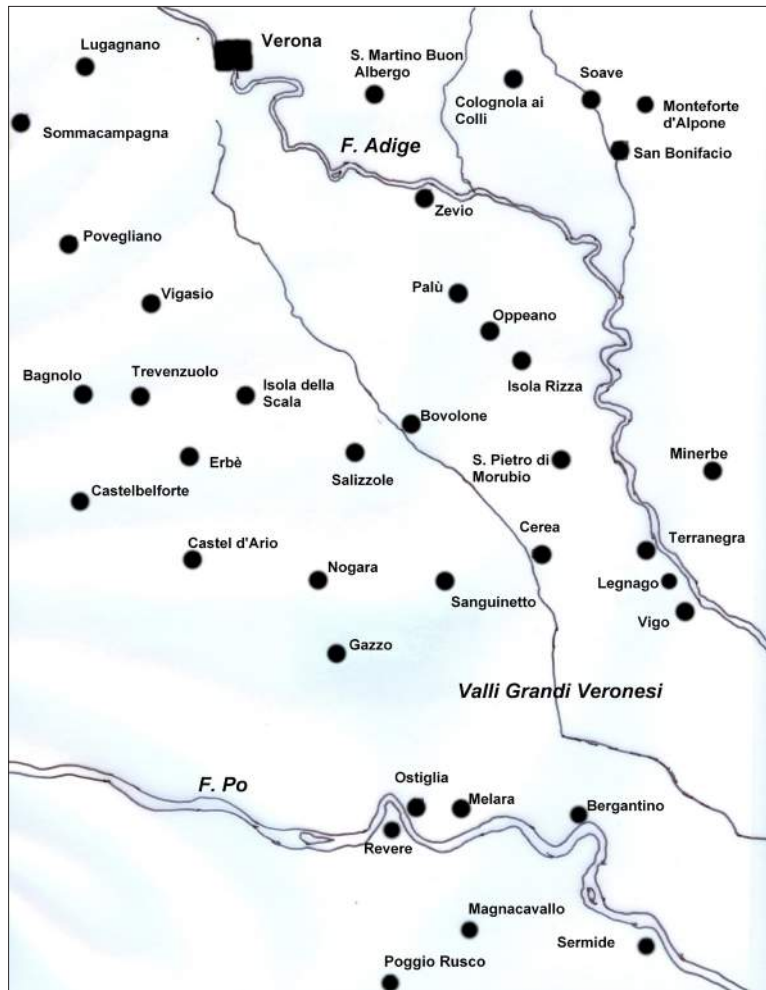 Lugagnano
Verona
S. Martino Buon
Albergo
Soave
Colognola ai
Colli
Monteforte
d'Alpone
Sommacampagna
F. Adige
San Bonifacio
Zevio
Povegliano
Vigasio
Palù
Oppeano
Isola Rizza
Bagnolo
Trevenzuolo
Isola della
Scala
Bovolone
Erbè
Salizzole
S. Pietro di
Morubio
Minerbe
Castelbelforte
Castel d'Ario
Cerea
Terranegra
Nogara
Sanguinetto
Legnago
Vigo
Gazzo
Valli Grandi Veronesi
F. Po
Ostiglia
Melara
Bergantino
Revere
Magnacavallo
Sermide
Poggio Rusco